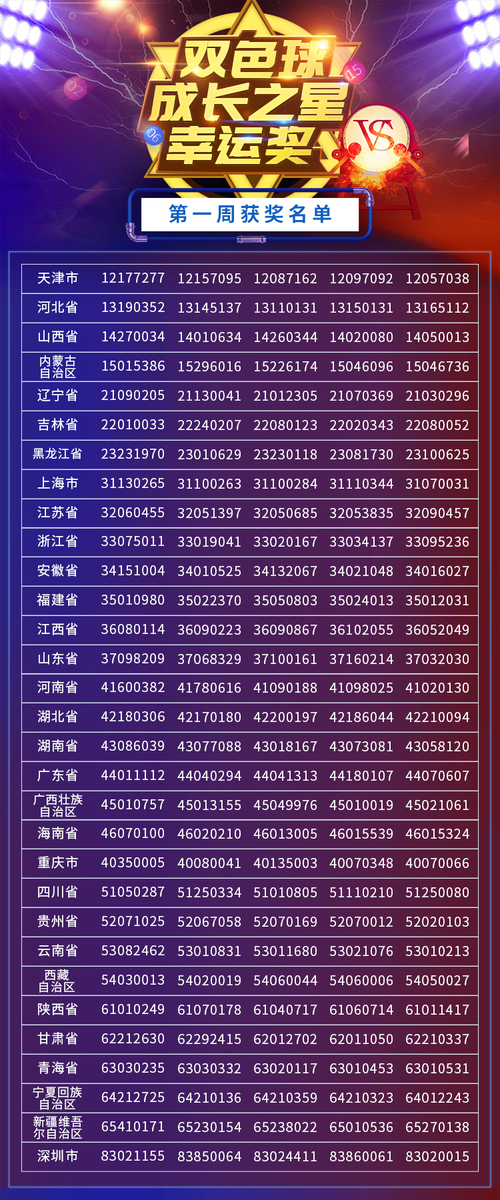 双色球
成长之星
幸运奖
02
15
06
VS
第一周获奖名单
天津市 12177277 12157095 12087162 12097092 12057038
河北省 13190352 13145137 13110131 13150131 13165112
山西省 14270034 14010634 14260344 14020080 14050013
内蒙古
自治区 15015386 15296016 15226174 15046096 15046736
辽宁省 21090205 21130041 21012305 21070369 21030296
吉林省 22010033 22240207 22080123 22020343 22080052
黑龙江省 23231970 23010629 23230118 23081730 23100625
上海市 31130265 31100263 31100284 31110344 31070031
江苏省 32060455 32051397 32050685 32053835 32090457
浙江省 33075011 33019041 33020167 33034137 33095236
安徽省 34151004 34010525 34132067 34021048 34016027
福建省 35010980 35022370 35050803 35024013 35012031
江西省 36080114 36090223 36090867 36102055 36052049
山东省 37098209 37068329 37100161 37160214 37032030
河南省 41600382 41780616 41090188 41098025 41020130
湖北省 42180306 42170180 42200197 42186044 42210094
湖南省 43086039 43077088 43018167 43073081 43058120
广东省 44011112 44040294 44041313 44180107 44070607
广西壮族
自治区 45010757 45013155 45049976 45010019 45021061
海南省 46070100 46020210 46013005 46015539 46015324
重庆市 40350005 40080041 40135003 40070348 40070066
四川省 51050287 51250334 51010805 51110210 51250080
贵州省 52071025 52067058 52070169 52070012 52020103
云南省 53082462 53010831 53011680 53021076 53010213
西藏
自治区 54030013 54020019 54060044 54060006 54050027
陕西省 61010249 61070178 61040717 61060714 61011417
甘肃省 62212630 62292415 62012702 62011050 62210337
青海省 63030235 63030332 63020117 63010453 63010531
宁夏回族
自治区 64212725 64210136 64210359 64210323 64012243
新疆维吾
尔自治区 65410171 65230154 65238022 65010536 65270138
深圳市 83021155 83850064 83024411 83860061 83020015